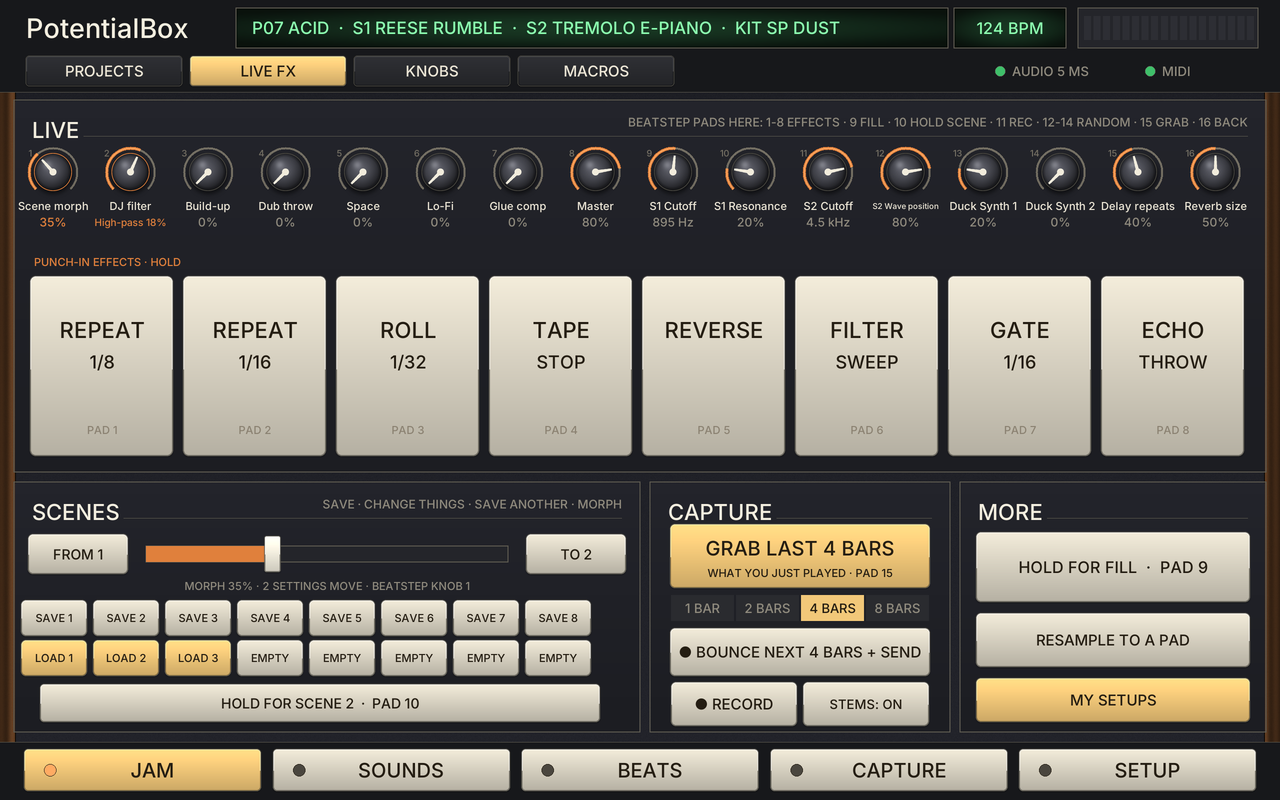 PotentialBox
P07 ACID · S1 REESE RUMBLE · S2 TREMOLO E-PIANO · KIT SP DUST
124 BPM
PROJECTS
LIVE FX
KNOBS
MACROS
AUDIO 5 MS
MIDI
LIVE
BEATSTEP PADS HERE: 1-8 EFFECTS · 9 FILL · 10 HOLD SCENE · 11 REC · 12-14 RANDOM · 15 GRAB · 16 BACK
1 2 3 4 5 6 7 8 9 10 11 12 13 14 15 16
Scene morph DJ filter Build-up Dub throw Space Lo-Fi Glue comp Master S1 Cutoff S1 Resonance S2 Cutoff S2 Wave position Duck Synth 1 Duck Synth 2 Delay repeats Reverb size
35% High-pass 18% 0% 0% 0% 0% 0% 80% 895 Hz 20% 4.5 kHz 80% 20% 0% 40% 50%
PUNCH-IN EFFECTS · HOLD
REPEAT REPEAT ROLL TAPE REVERSE FILTER GATE ECHO
1/8 1/16 1/32 STOP SWEEP 1/16 THROW
PAD 1 PAD 2 PAD 3 PAD 4 PAD 5 PAD 6 PAD 7 PAD 8
SCENES
SAVE · CHANGE THINGS · SAVE ANOTHER · MORPH
FROM 1
TO 2
MORPH 35% · 2 SETTINGS MOVE · BEATSTEP KNOB 1
SAVE 1 SAVE 2 SAVE 3 SAVE 4 SAVE 5 SAVE 6 SAVE 7 SAVE 8
LOAD 1 LOAD 2 LOAD 3 EMPTY EMPTY EMPTY EMPTY EMPTY
HOLD FOR SCENE 2 · PAD 10
CAPTURE
GRAB LAST 4 BARS
WHAT YOU JUST PLAYED · PAD 15
1 BAR 2 BARS 4 BARS 8 BARS
BOUNCE NEXT 4 BARS + SEND
RECORD
STEMS: ON
MORE
HOLD FOR FILL · PAD 9
RESAMPLE TO A PAD
MY SETUPS
JAM
SOUNDS
BEATS
CAPTURE
SETUP